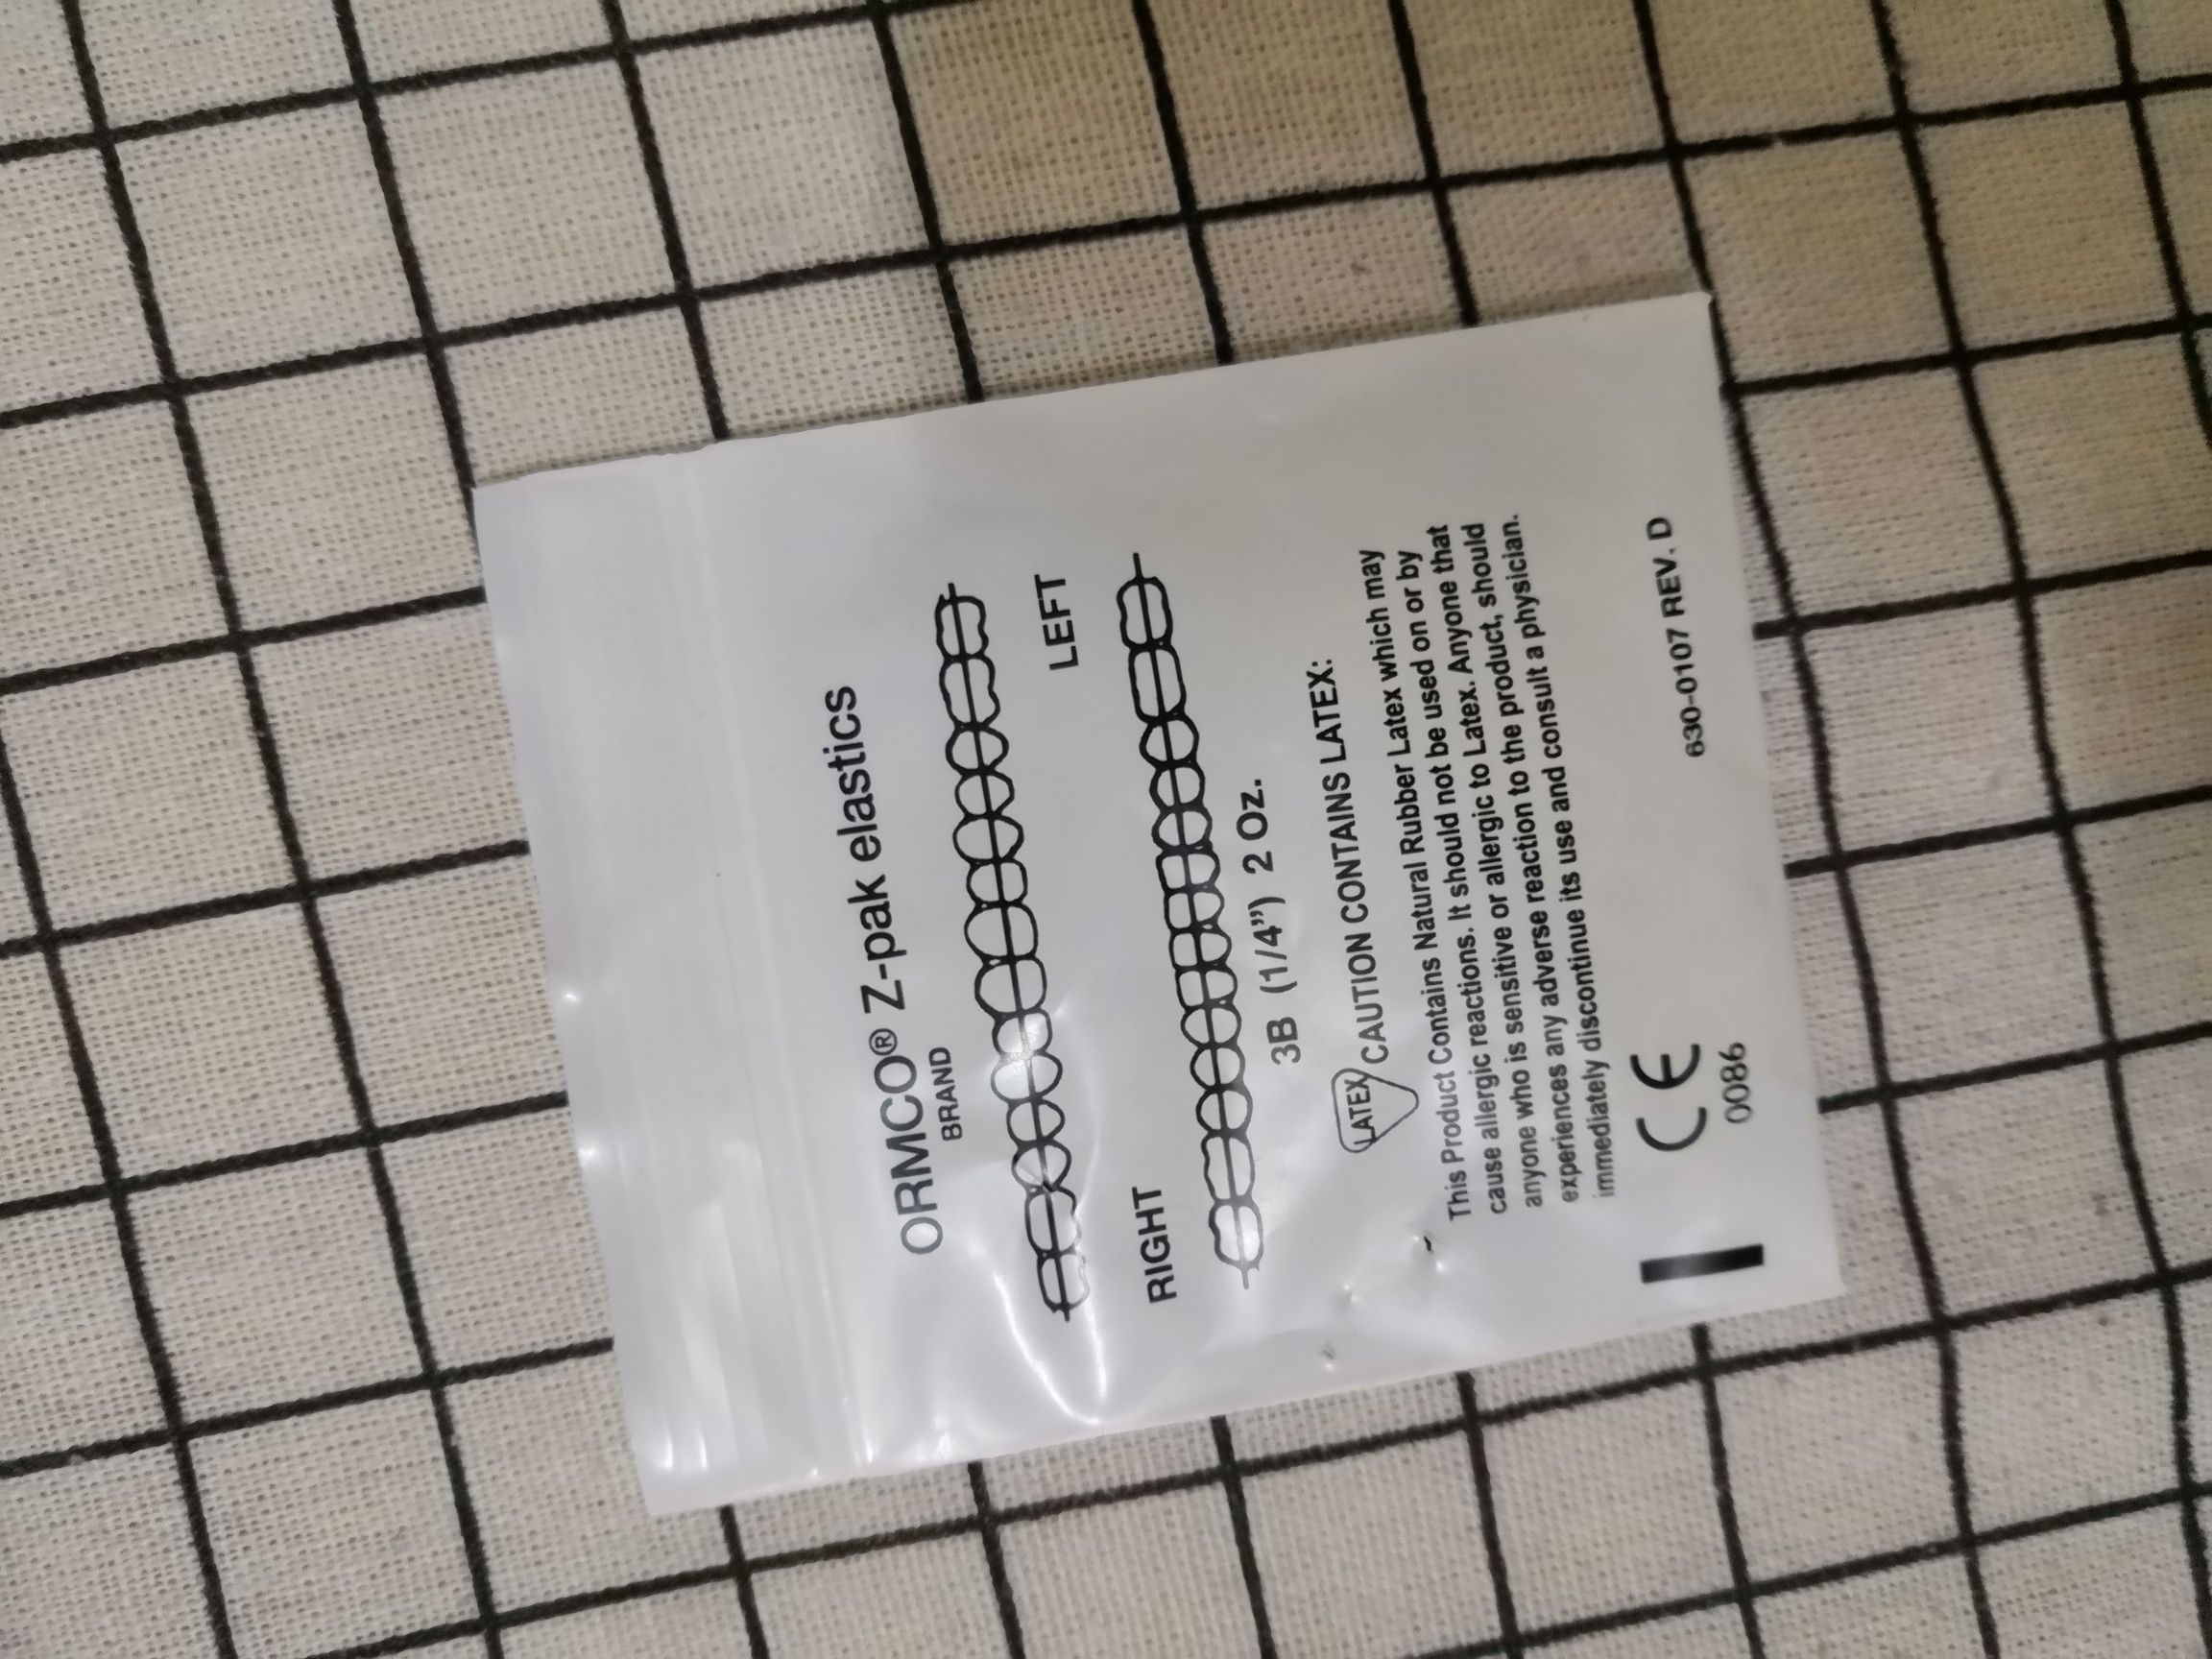 ORMCO® Z-pak elastics
BRAND
LEFT
RIGHT
3B (1/4”) 2 Oz.
LATEX CAUTION CONTAINS LATEX:
This Product Contains Natural Rubber Latex which may
cause allergic reactions. It should not be used on or by
anyone who is sensitive or allergic to Latex. Anyone that
experiences any adverse reaction to the product, should
immediately discontinue its use and consult a physician.
CE
0086
630-0107 REV. D